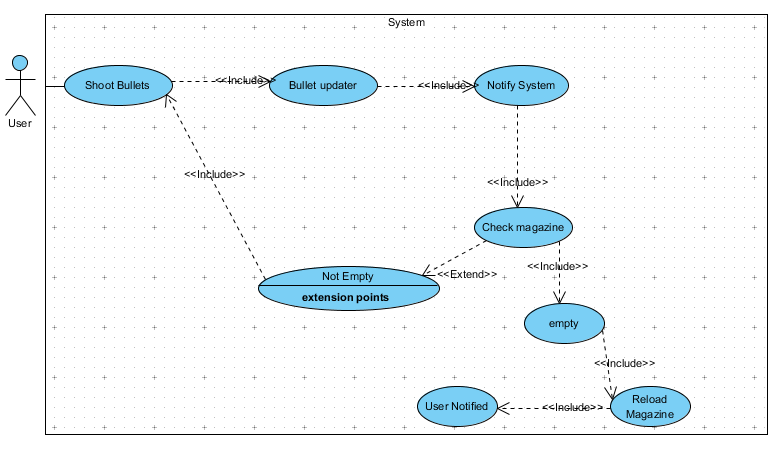 System
User
Shoot Bullets
<<Include>>
Bullet updater
<<Include>>
Notify System
<<Include>>
<<Include>>
Check magazine
Not Empty
extension points
<<Extend>>
<<Include>>
empty
<<Include>>
User Notified
<<Include>>
Reload
Magazine